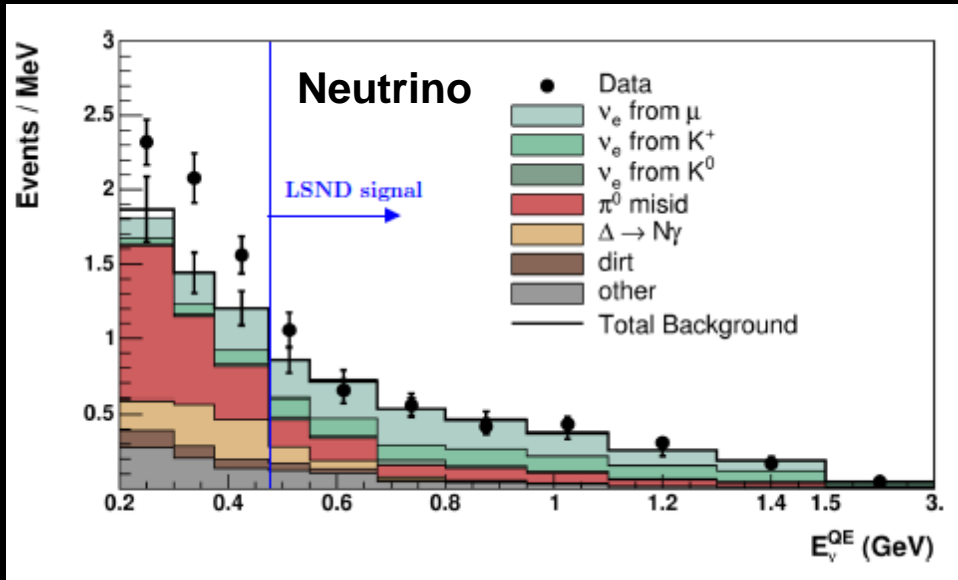 Events / MeV
3
2.5
2
1.5
1
0.5
Neutrino
LSND signal
Data
νe from μ
νe from K+
νe from K0
π0 misid
Δ → Nγ
dirt
other
Total Background
0.2 0.4 0.6 0.8 1 1.2 1.4 1.5 3.
EνQE (GeV)